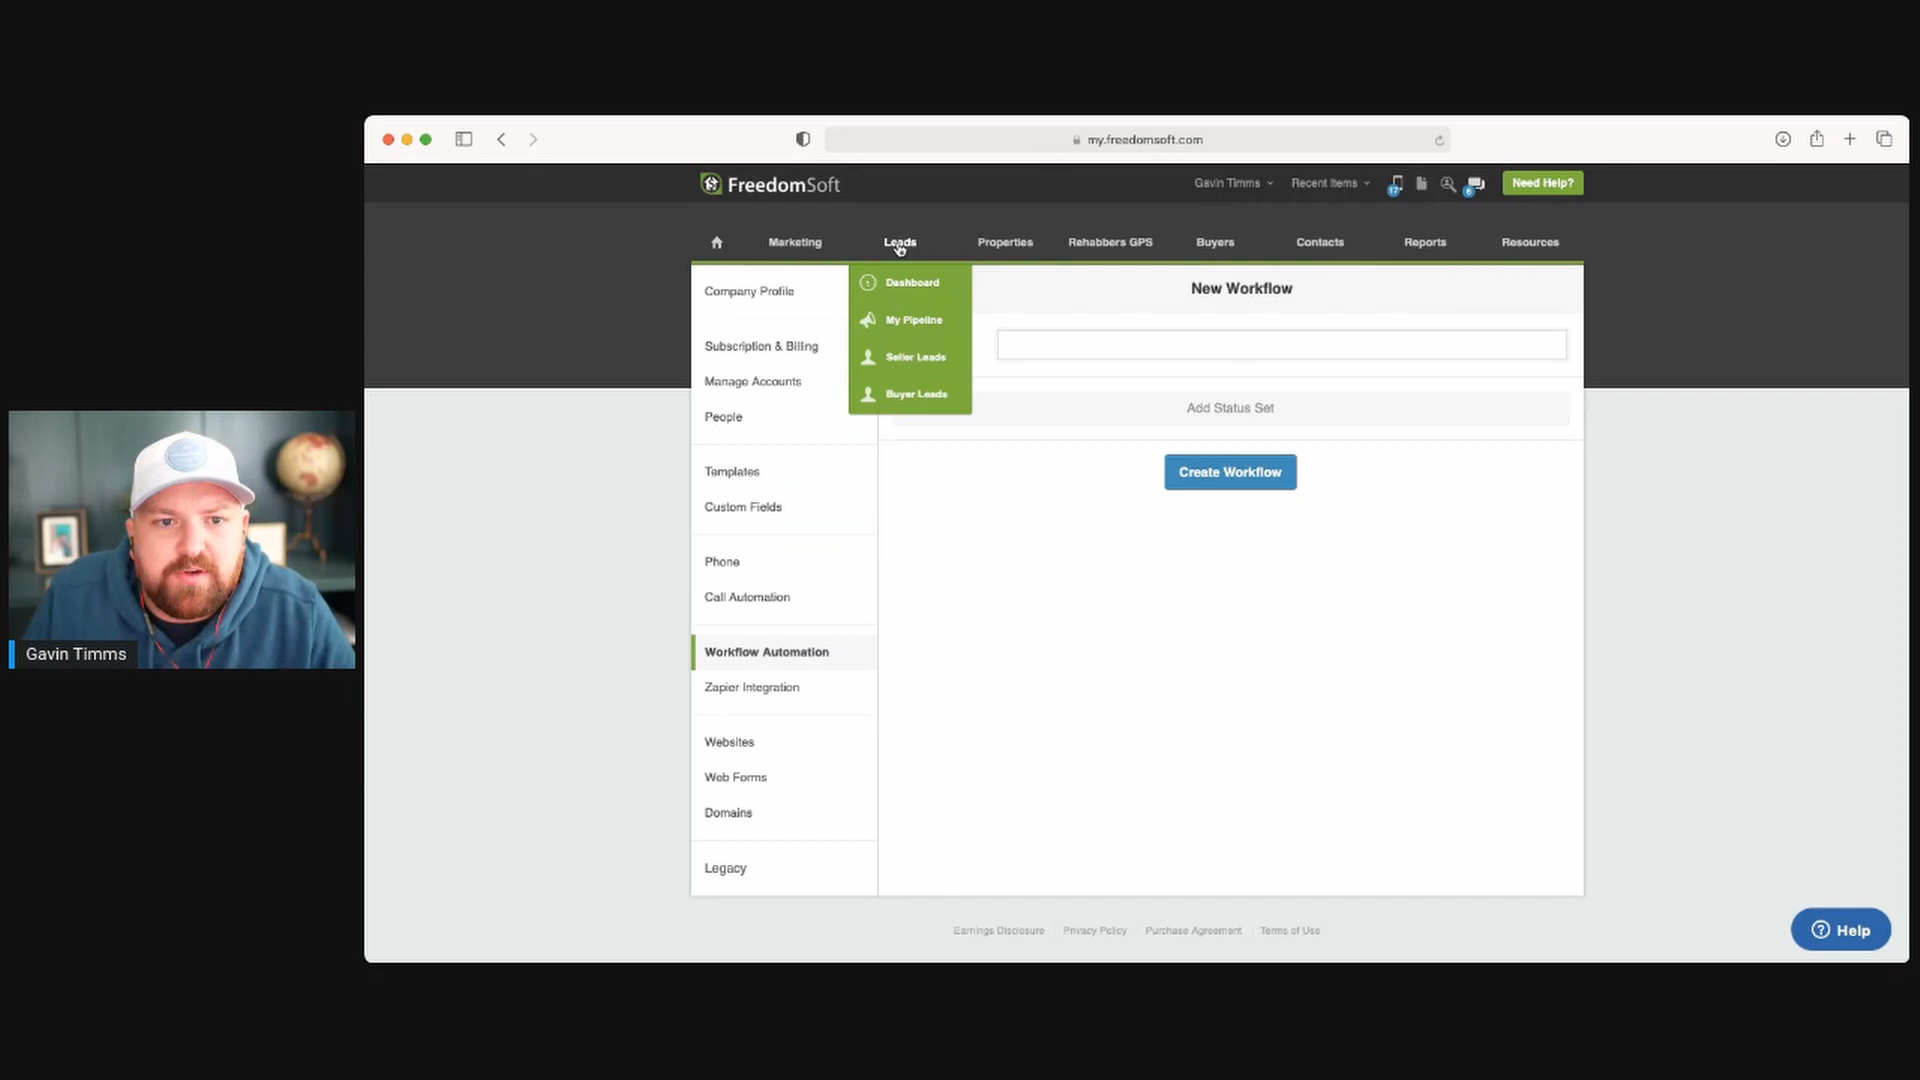 my.freedomsoft.com
FreedomSoft
Gavin Timms
Recent Items
17
6
Need Help?
Marketing
Leads
Properties
Rehabbers GPS
Buyers
Contacts
Reports
Resources
Company Profile
Subscription & Billing
Manage Accounts
People
Templates
Custom Fields
Phone
Call Automation
Workflow Automation
Zapier Integration
Websites
Web Forms
Domains
Legacy
Dashboard
My Pipeline
Seller Leads
Buyer Leads
New Workflow
Add Status Set
Create Workflow
Gavin Timms
Earnings Disclosure
Privacy Policy
Purchase Agreement
Terms of Use
Help